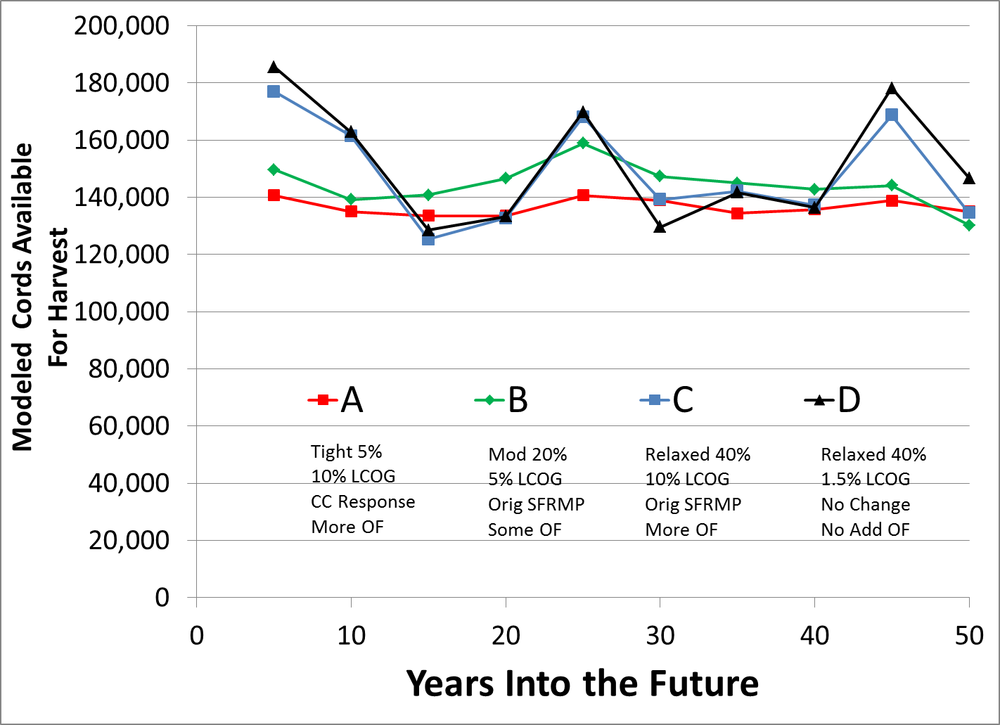 200,000
180,000
160,000
140,000
120,000
100,000
80,000
60,000
40,000
20,000
0
Modeled Cords Available
For Harvest
A
B
C
D
Tight 5%
10% LCOG
CC Response
More OF
Mod 20%
5% LCOG
Orig SFRMP
Some OF
Relaxed 40%
10% LCOG
Orig SFRMP
More OF
Relaxed 40%
1.5% LCOG
No Change
No Add OF
0 10 20 30 40 50
Years Into the Future